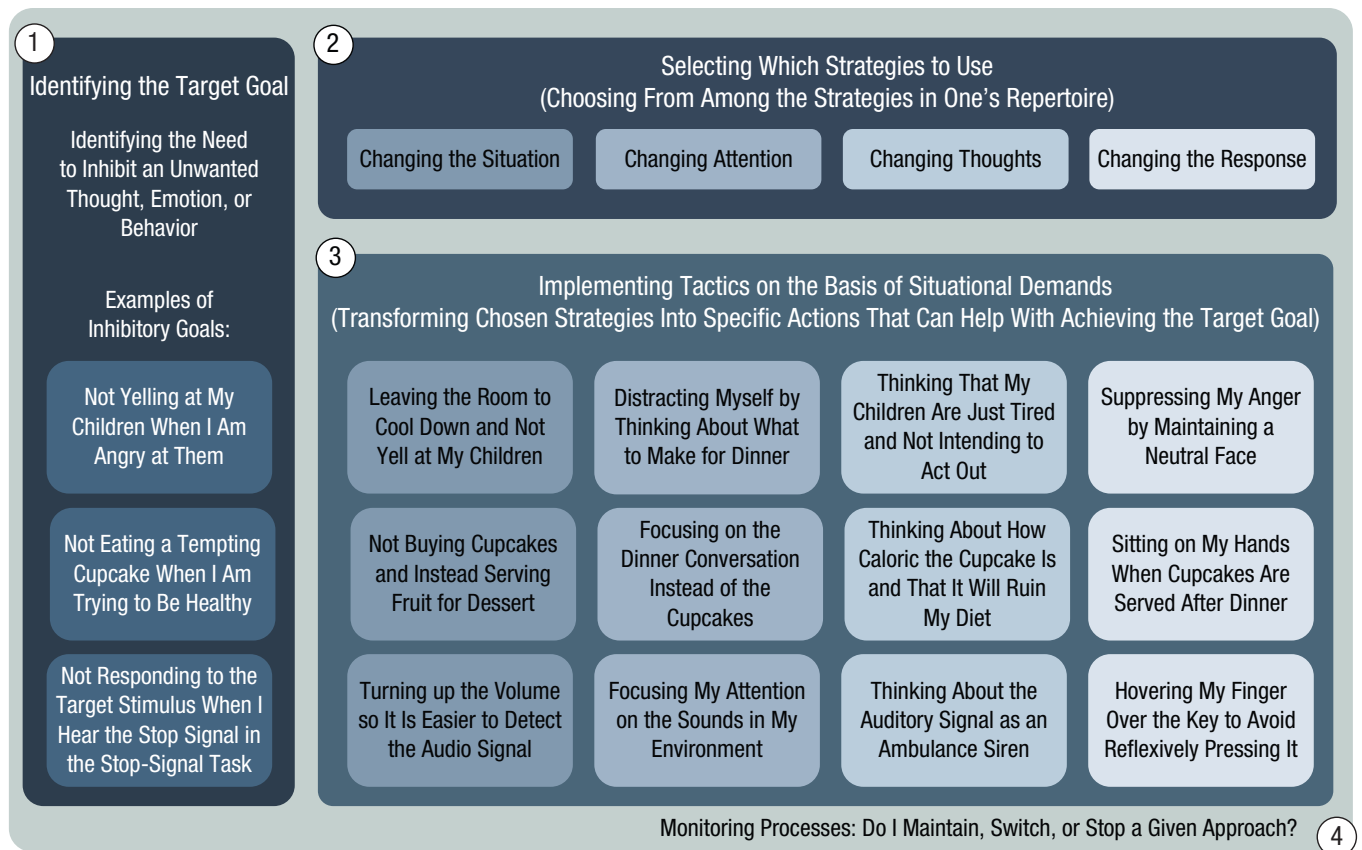 1
Identifying the Target Goal
Identifying the Need
to Inhibit an Unwanted
Thought, Emotion, or
Behavior
Examples of
Inhibitory Goals:
Not Yelling at My
Children When I Am
Angry at Them
Not Eating a Tempting
Cupcake When I Am
Trying to Be Healthy
Not Responding to the
Target Stimulus When I
Hear the Stop Signal in
the Stop-Signal Task
2
Selecting Which Strategies to Use
(Choosing From Among the Strategies in One’s Repertoire)
Changing the Situation
Changing Attention
Changing Thoughts
Changing the Response
3
Implementing Tactics on the Basis of Situational Demands
(Transforming Chosen Strategies Into Specific Actions That Can Help With Achieving the Target Goal)
Leaving the Room to
Cool Down and Not
Yell at My Children
Distracting Myself by
Thinking About What
to Make for Dinner
Thinking That My
Children Are Just Tired
and Not Intending to
Act Out
Suppressing My Anger
by Maintaining a
Neutral Face
Not Buying Cupcakes
and Instead Serving
Fruit for Dessert
Focusing on the
Dinner Conversation
Instead of the
Cupcakes
Thinking About How
Caloric the Cupcake Is
and That It Will Ruin
My Diet
Sitting on My Hands
When Cupcakes Are
Served After Dinner
Turning up the Volume
so It Is Easier to Detect
the Audio Signal
Focusing My Attention
on the Sounds in My
Environment
Thinking About the
Auditory Signal as an
Ambulance Siren
Hovering My Finger
Over the Key to Avoid
Reflexively Pressing It
Monitoring Processes: Do I Maintain, Switch, or Stop a Given Approach?
4